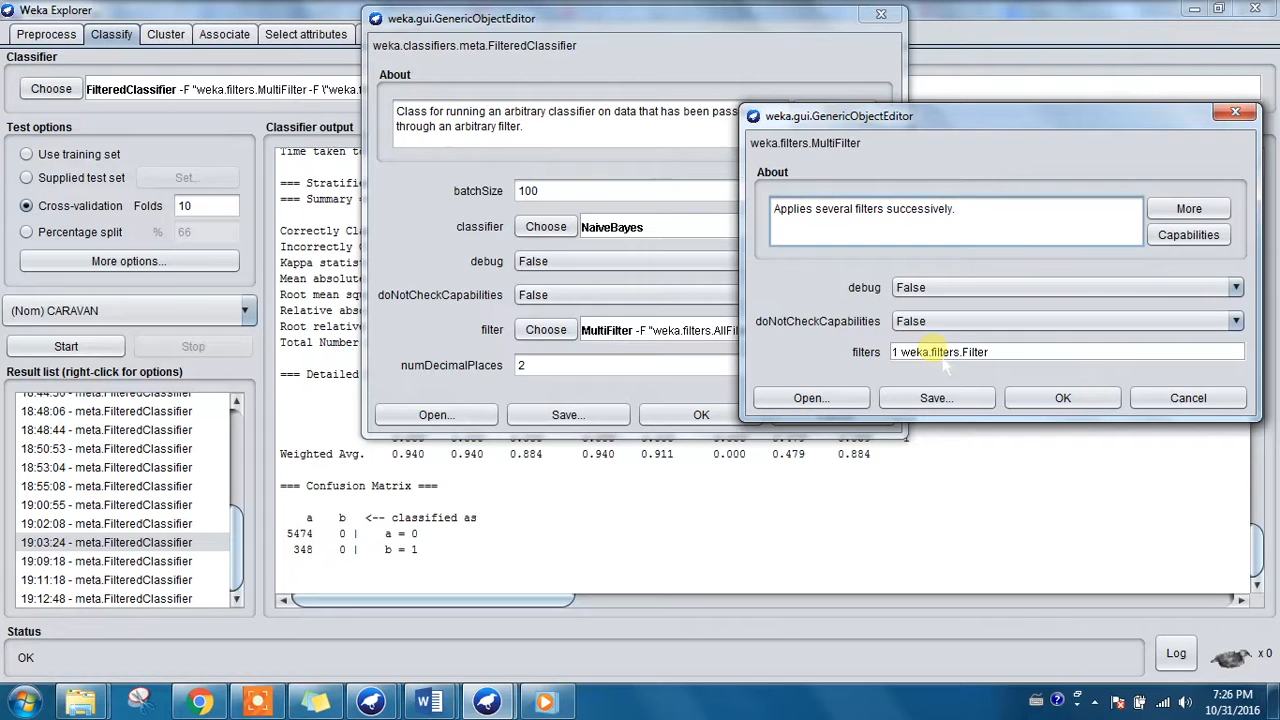 Weka Explorer
Preprocess Classify Cluster Associate Select attributes
Classifier
Choose FilteredClassifier -F "weka.filters.MultiFilter -F \"weka.f
Test options
Use training set
Supplied test set Set...
Cross-validation Folds 10
Percentage split % 66
More options...
(Nom) CARAVAN
Start Stop
Result list (right-click for options)
18:44:30 - meta.FilteredClassifier
18:48:06 - meta.FilteredClassifier
18:48:44 - meta.FilteredClassifier
18:50:53 - meta.FilteredClassifier
18:53:04 - meta.FilteredClassifier
18:55:08 - meta.FilteredClassifier
19:00:55 - meta.FilteredClassifier
19:02:08 - meta.FilteredClassifier
19:03:24 - meta.FilteredClassifier
19:09:18 - meta.FilteredClassifier
19:11:18 - meta.FilteredClassifier
19:12:48 - meta.FilteredClassifier
Classifier output
Time taken to
=== Stratifi
=== Summary =
Correctly Cl
Incorrectly
Kappa statis
Mean absolut
Root mean sq
Relative abs
Root relativ
Total Number
=== Detailed
Weighted Avg. 0.940 0.940 0.884 0.940 0.911 0.000 0.479 0.884
=== Confusion Matrix ===
a b <-- classified as
5474 0 | a = 0
348 0 | b = 1
weka.gui.GenericObjectEditor
weka.classifiers.meta.FilteredClassifier
About
Class for running an arbitrary classifier on data that has been pass
through an arbitrary filter.
batchSize 100
classifier Choose NaiveBayes
debug False
doNotCheckCapabilities False
filter Choose MultiFilter -F "weka.filters.AllFil
numDecimalPlaces 2
Open... Save... OK
weka.gui.GenericObjectEditor
weka.filters.MultiFilter
About
Applies several filters successively.
More
Capabilities
debug False
doNotCheckCapabilities False
filters 1 weka.filters.Filter
Open... Save... OK Cancel
Status
OK
Log x 0
7:26 PM
10/31/2016